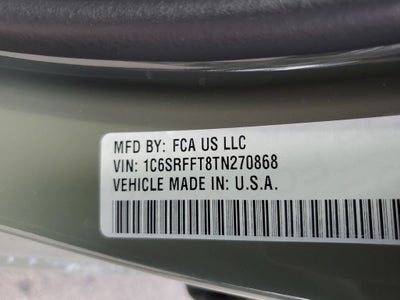 MFD BY: FCA US LLC
VIN: 1C6SRFFT8TN270868
VEHICLE MADE IN: U.S.A.